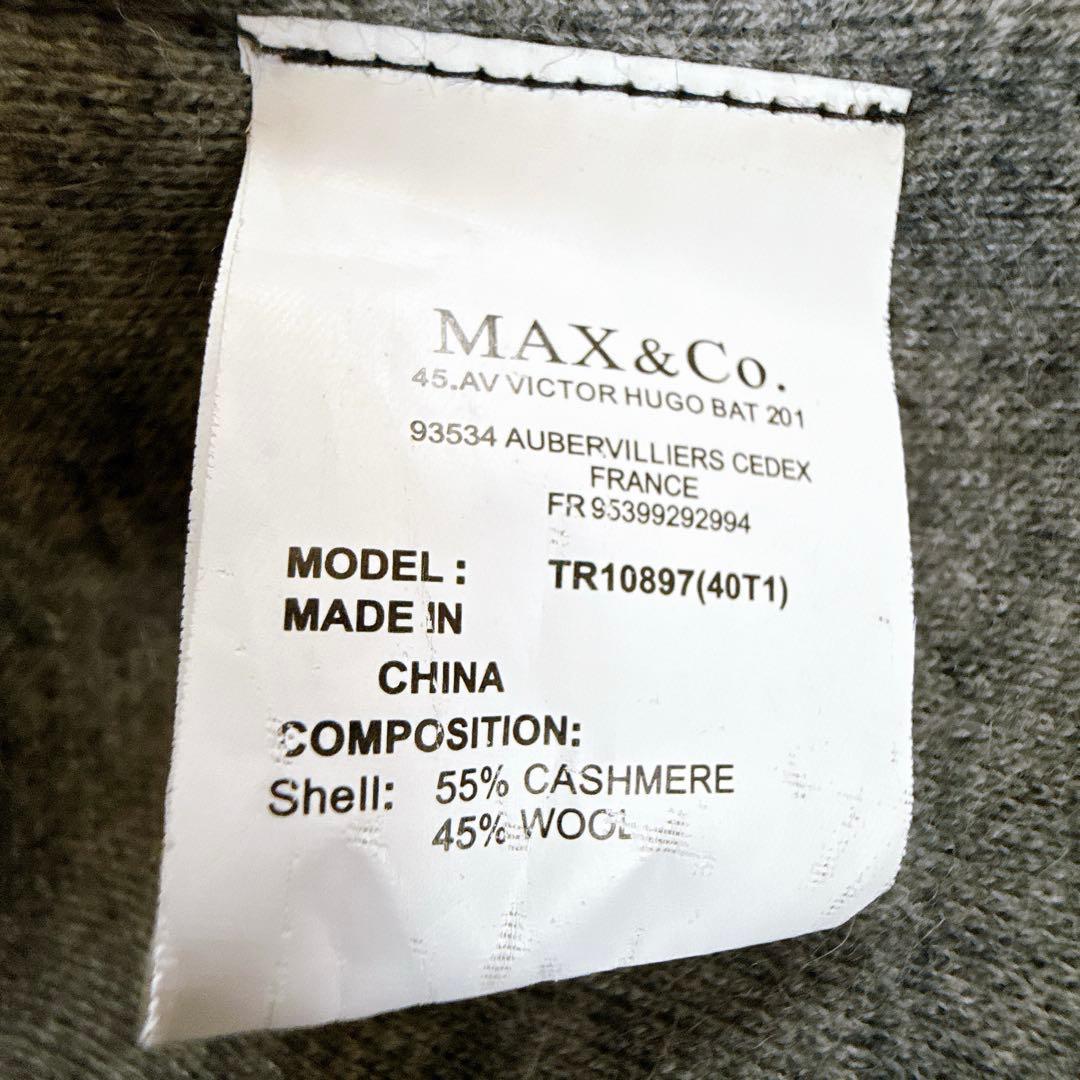 MAX&Co.
45.AV VICTOR HUGO BAT 201
93534 AUBERVILLIERS CEDEX
FRANCE
FR 95399292994
MODEL : TR10897(40T1)
MADE IN
CHINA
COMPOSITION:
Shell: 55% CASHMERE
45% WOOL